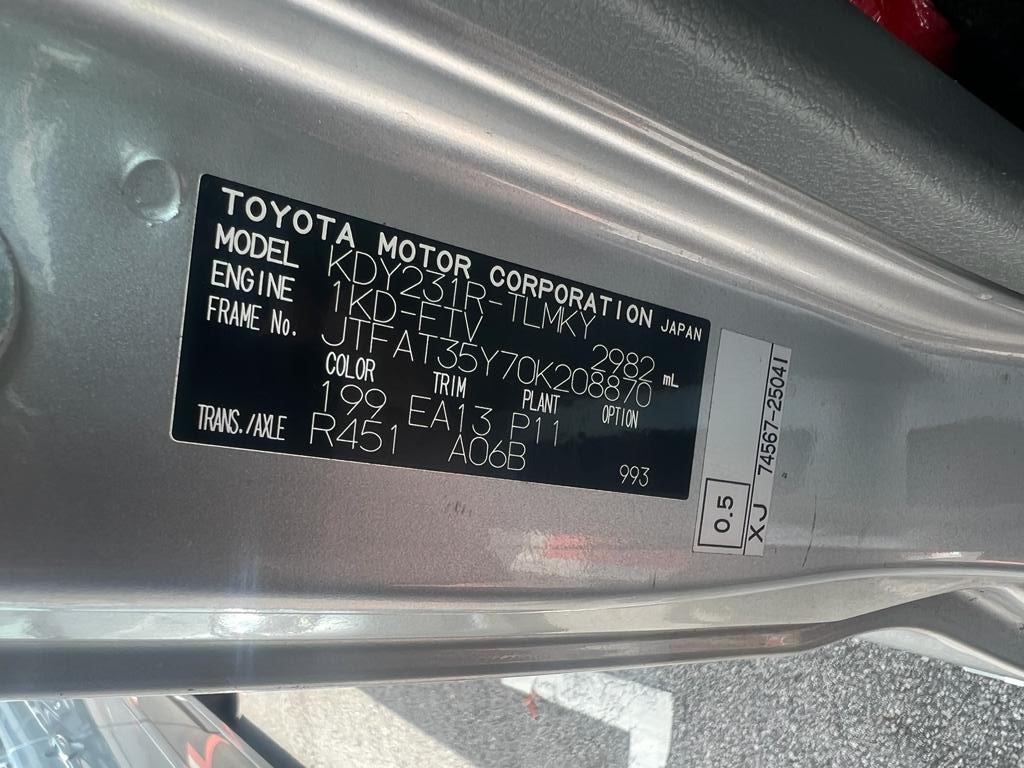 TOYOTA MOTOR CORPORATION JAPAN
MODEL KDY231R-TLMKY
ENGINE 1KD-FTV 2982 mL
FRAME No. JTFAT35Y70K208870
COLOR TRIM PLANT OPTION
199 EA13 P11
TRANS./AXLE R451 A06B 993
0.5
XJ 74567-25041